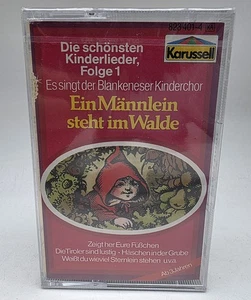 Karussell
Die schönsten
Kinderlieder,
Folge 1
Es singt der Blankeneser Kinderchor
Ein Männlein
steht im Walde
Zeigt her Eure Füßchen
Die Tiroler sind lustig - Häschen in der Grube
Weißt du wieviel Sternlein stehen u.v.a.
Ab 3 Jahren